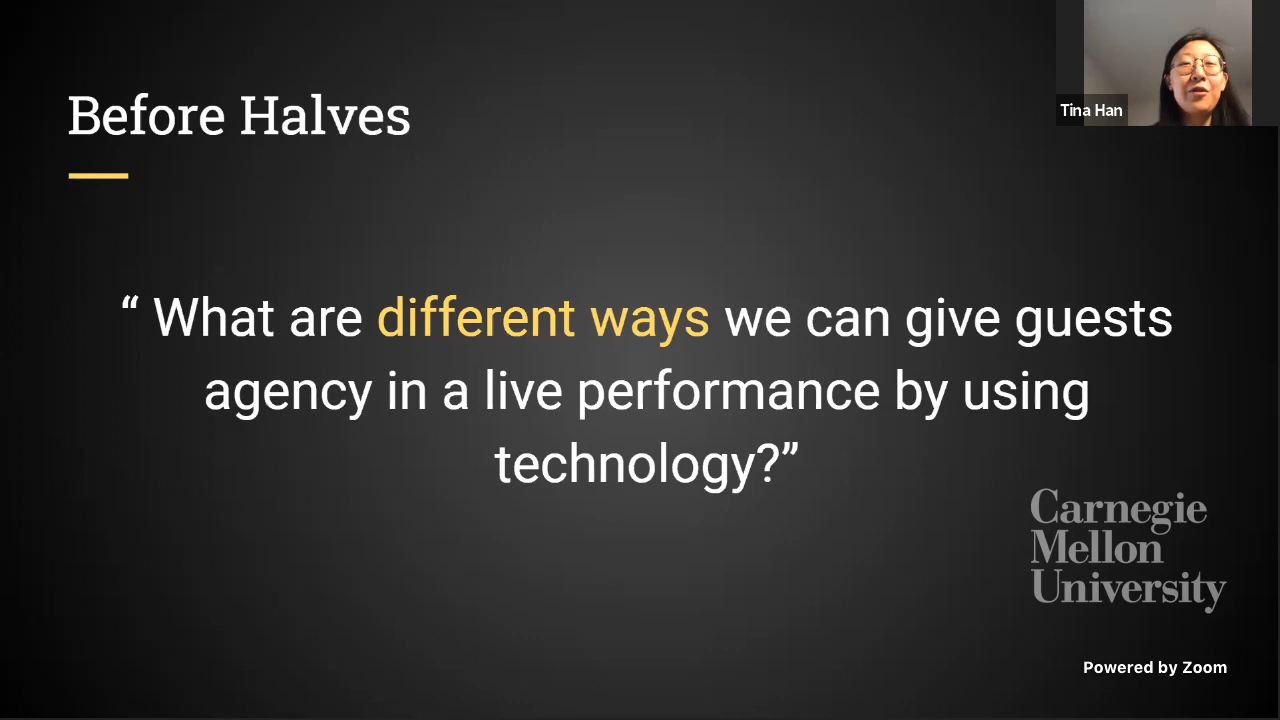 Before Halves
Tina Han
“ What are different ways we can give guests
agency in a live performance by using
technology?”
Carnegie
Mellon
University
Powered by Zoom